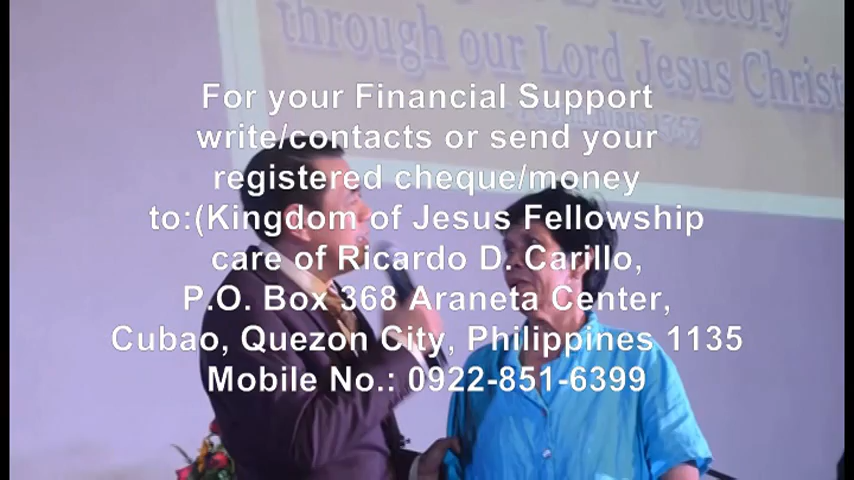 the victory
through our Lord Jesus Christ
For your Financial Support
write/contacts or send your
registered cheque/money
to:(Kingdom of Jesus Fellowship
care of Ricardo D. Carillo,
P.O. Box 368 Araneta Center,
Cubao, Quezon City, Philippines 1135
Mobile No.: 0922-851-6399